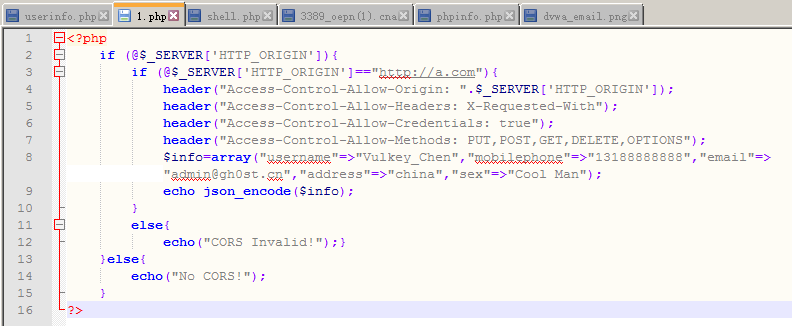 userinfo.php 1.php shell.php 3389_oepn(1).cna phpinfo.php dvwa_email.png
1 <?php
2 if (@$_SERVER['HTTP_ORIGIN']){
3 if (@$_SERVER['HTTP_ORIGIN']=="http://a.com"){
4 header("Access-Control-Allow-Origin: ".$_SERVER['HTTP_ORIGIN']);
5 header("Access-Control-Allow-Headers: X-Requested-With");
6 header("Access-Control-Allow-Credentials: true");
7 header("Access-Control-Allow-Methods: PUT,POST,GET,DELETE,OPTIONS");
8 $info=array("username"=>"Vulkey_Chen","mobilephone"=>"13188888888","email"=>
"admin@gh0st.cn","address"=>"china","sex"=>"Cool Man");
9 echo json_encode($info);
10 }
11 else{
12 echo("CORS Invalid!");}
13 }else{
14 echo("No CORS!");
15 }
16 ?>